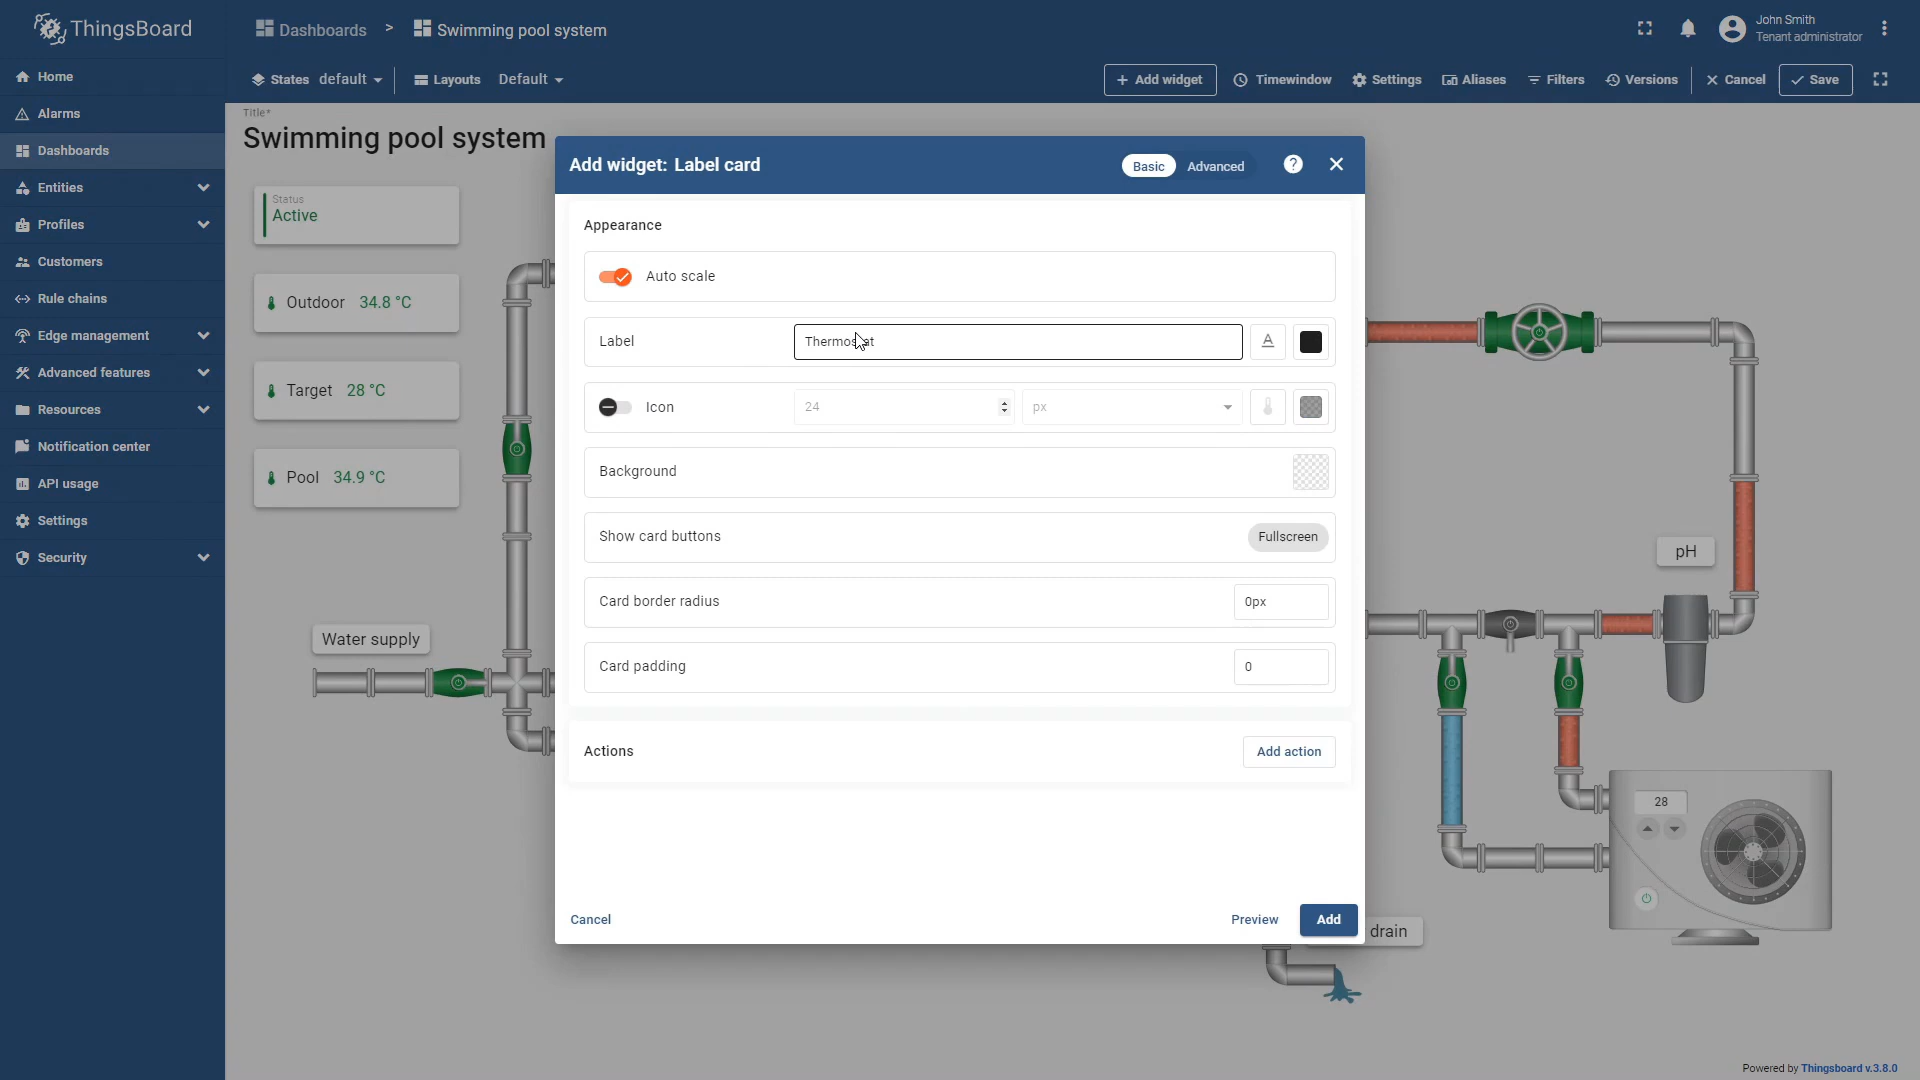 ThingsBoard
Dashboards > Swimming pool system
John Smith
Tenant administrator
States default
Layouts Default
Add widget
Timewindow
Settings
Aliases
Filters
Versions
Cancel
Save
Home
Alarms
Dashboards
Entities
Profiles
Customers
Rule chains
Edge management
Advanced features
Resources
Notification center
API usage
Settings
Security
Title*
Swimming pool system
Status
Active
Outdoor 34.8 °C
Target 28 °C
Pool 34.9 °C
Water supply
Add widget: Label card
Basic
Advanced
?
Appearance
Auto scale
Label
Thermostat
Icon
24
px
Background
Show card buttons
Fullscreen
Card border radius
0px
Card padding
0
Actions
Add action
Cancel
Preview
Add
pH
28
drain
Powered by Thingsboard v.3.8.0